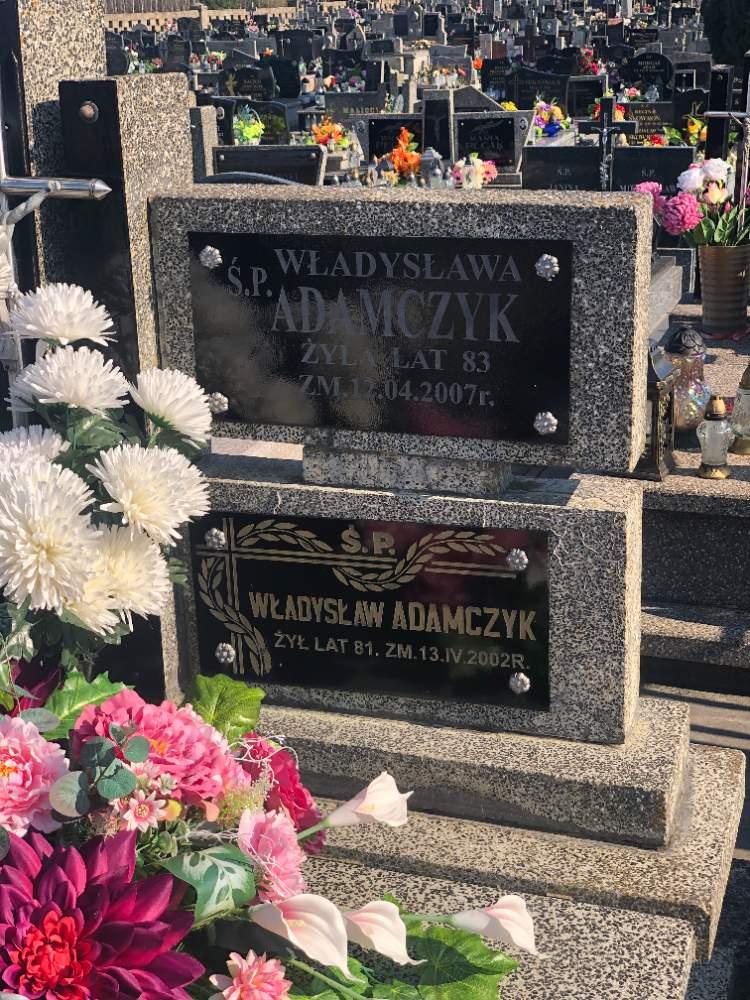 WŁADYSŁAWA
Ś.P. ADAMCZYK
ŻYŁA LAT 83
ZM.12.04.2007r.
Ś.P.
WŁADYSŁAW ADAMCZYK
ŻYŁ LAT 81. ZM.13.IV.2002R.